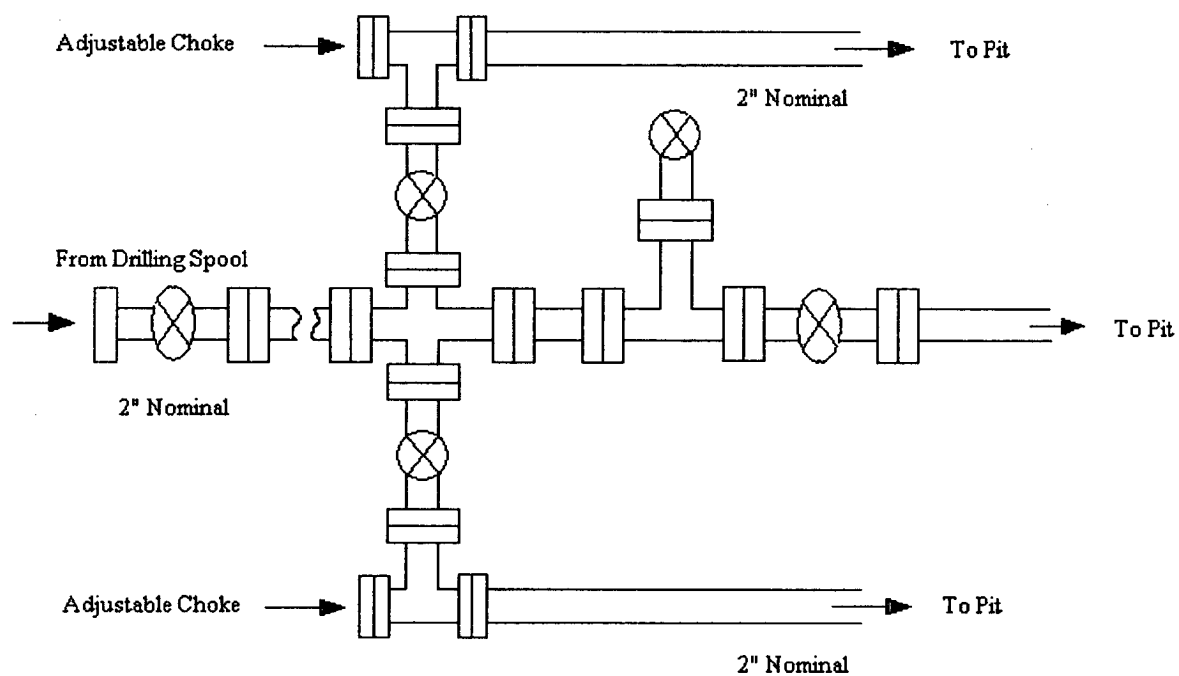 Adjustable Choke
To Pit
2" Nominal
From Drilling Spool
To Pit
2" Nominal
Adjustable Choke
To Pit
2" Nominal